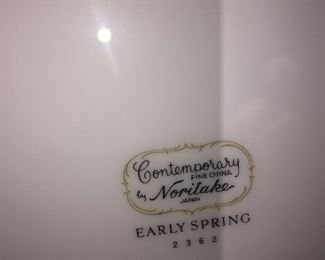 Contemporary
FINE CHINA
by Noritake
JAPAN
EARLY SPRING
2362